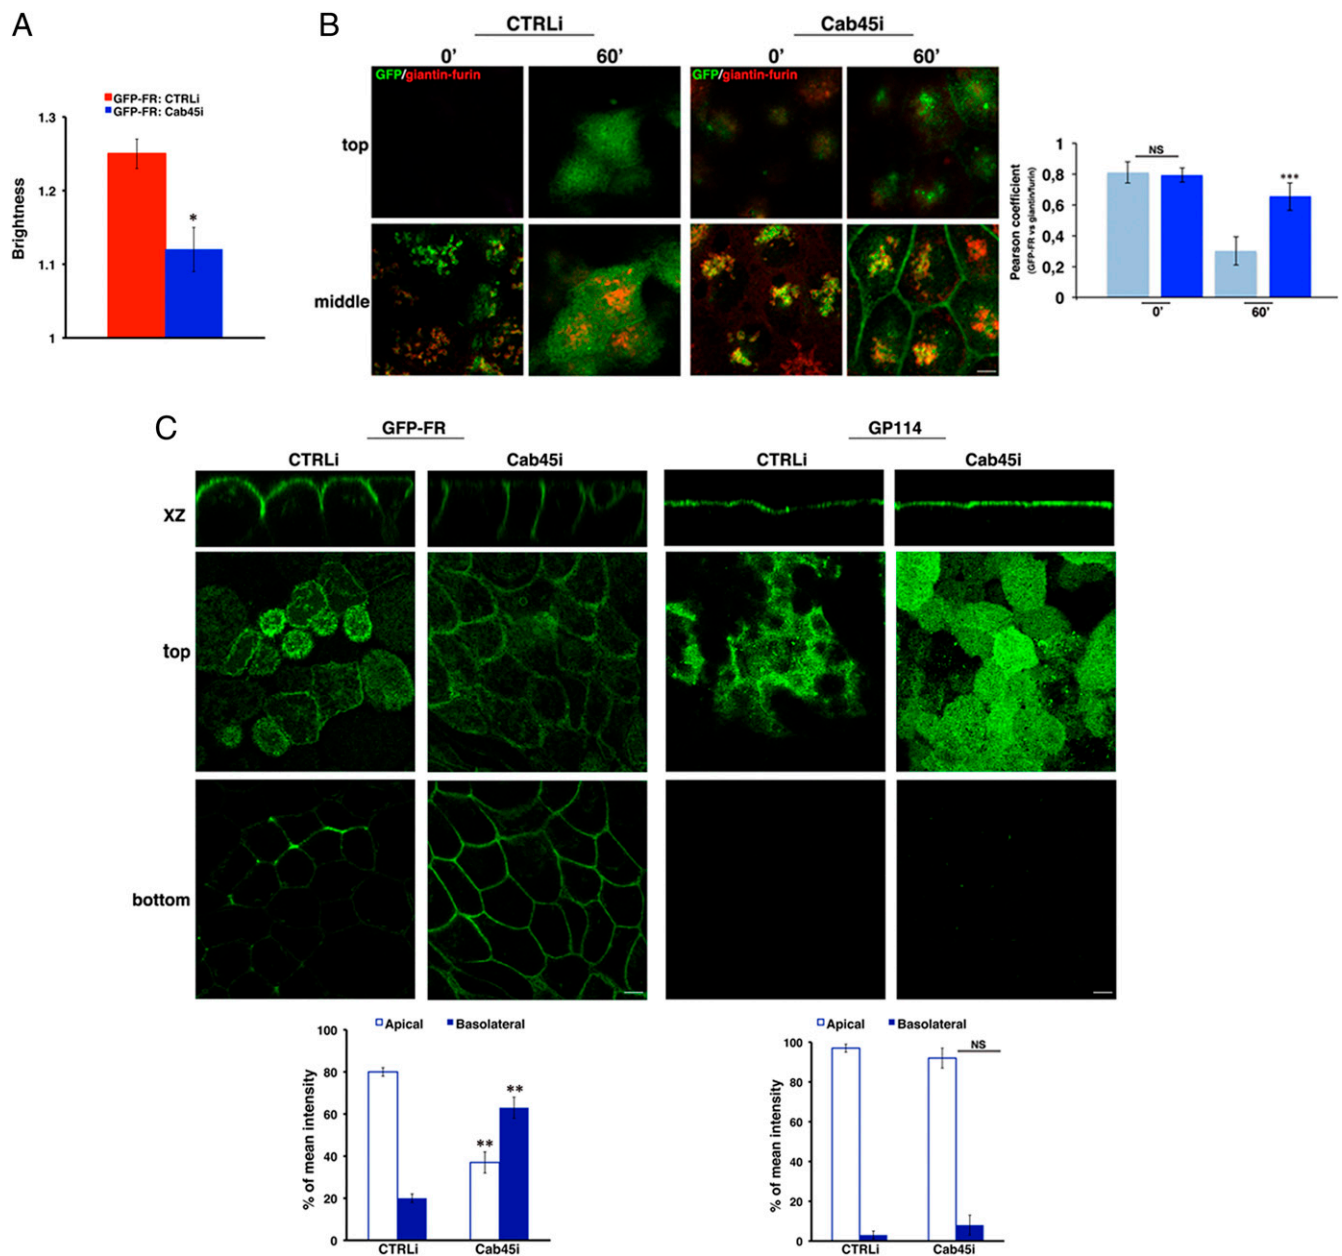 A
GFP-FR: CTRLi
GFP-FR: Cab45i
1.3
1.2
1.1
1
Brightness
*
B
CTRLi
Cab45i
0' 60' 0' 60'
GFP/giantin-furin
GFP/giantin-furin
top
middle
1
0,8
0,6
0,4
0,2
0
Pearson coefficient
(GFP-FR vs giantin/furin)
NS
***
0' 60'
C
GFP-FR
GP114
CTRLi Cab45i CTRLi Cab45i
XZ
top
bottom
Apical Basolateral
100
80
60
40
20
0
% of mean intensity
**
**
CTRLi Cab45i
Apical Basolateral
100
80
60
40
20
0
% of mean intensity
NS
CTRLi Cab45i